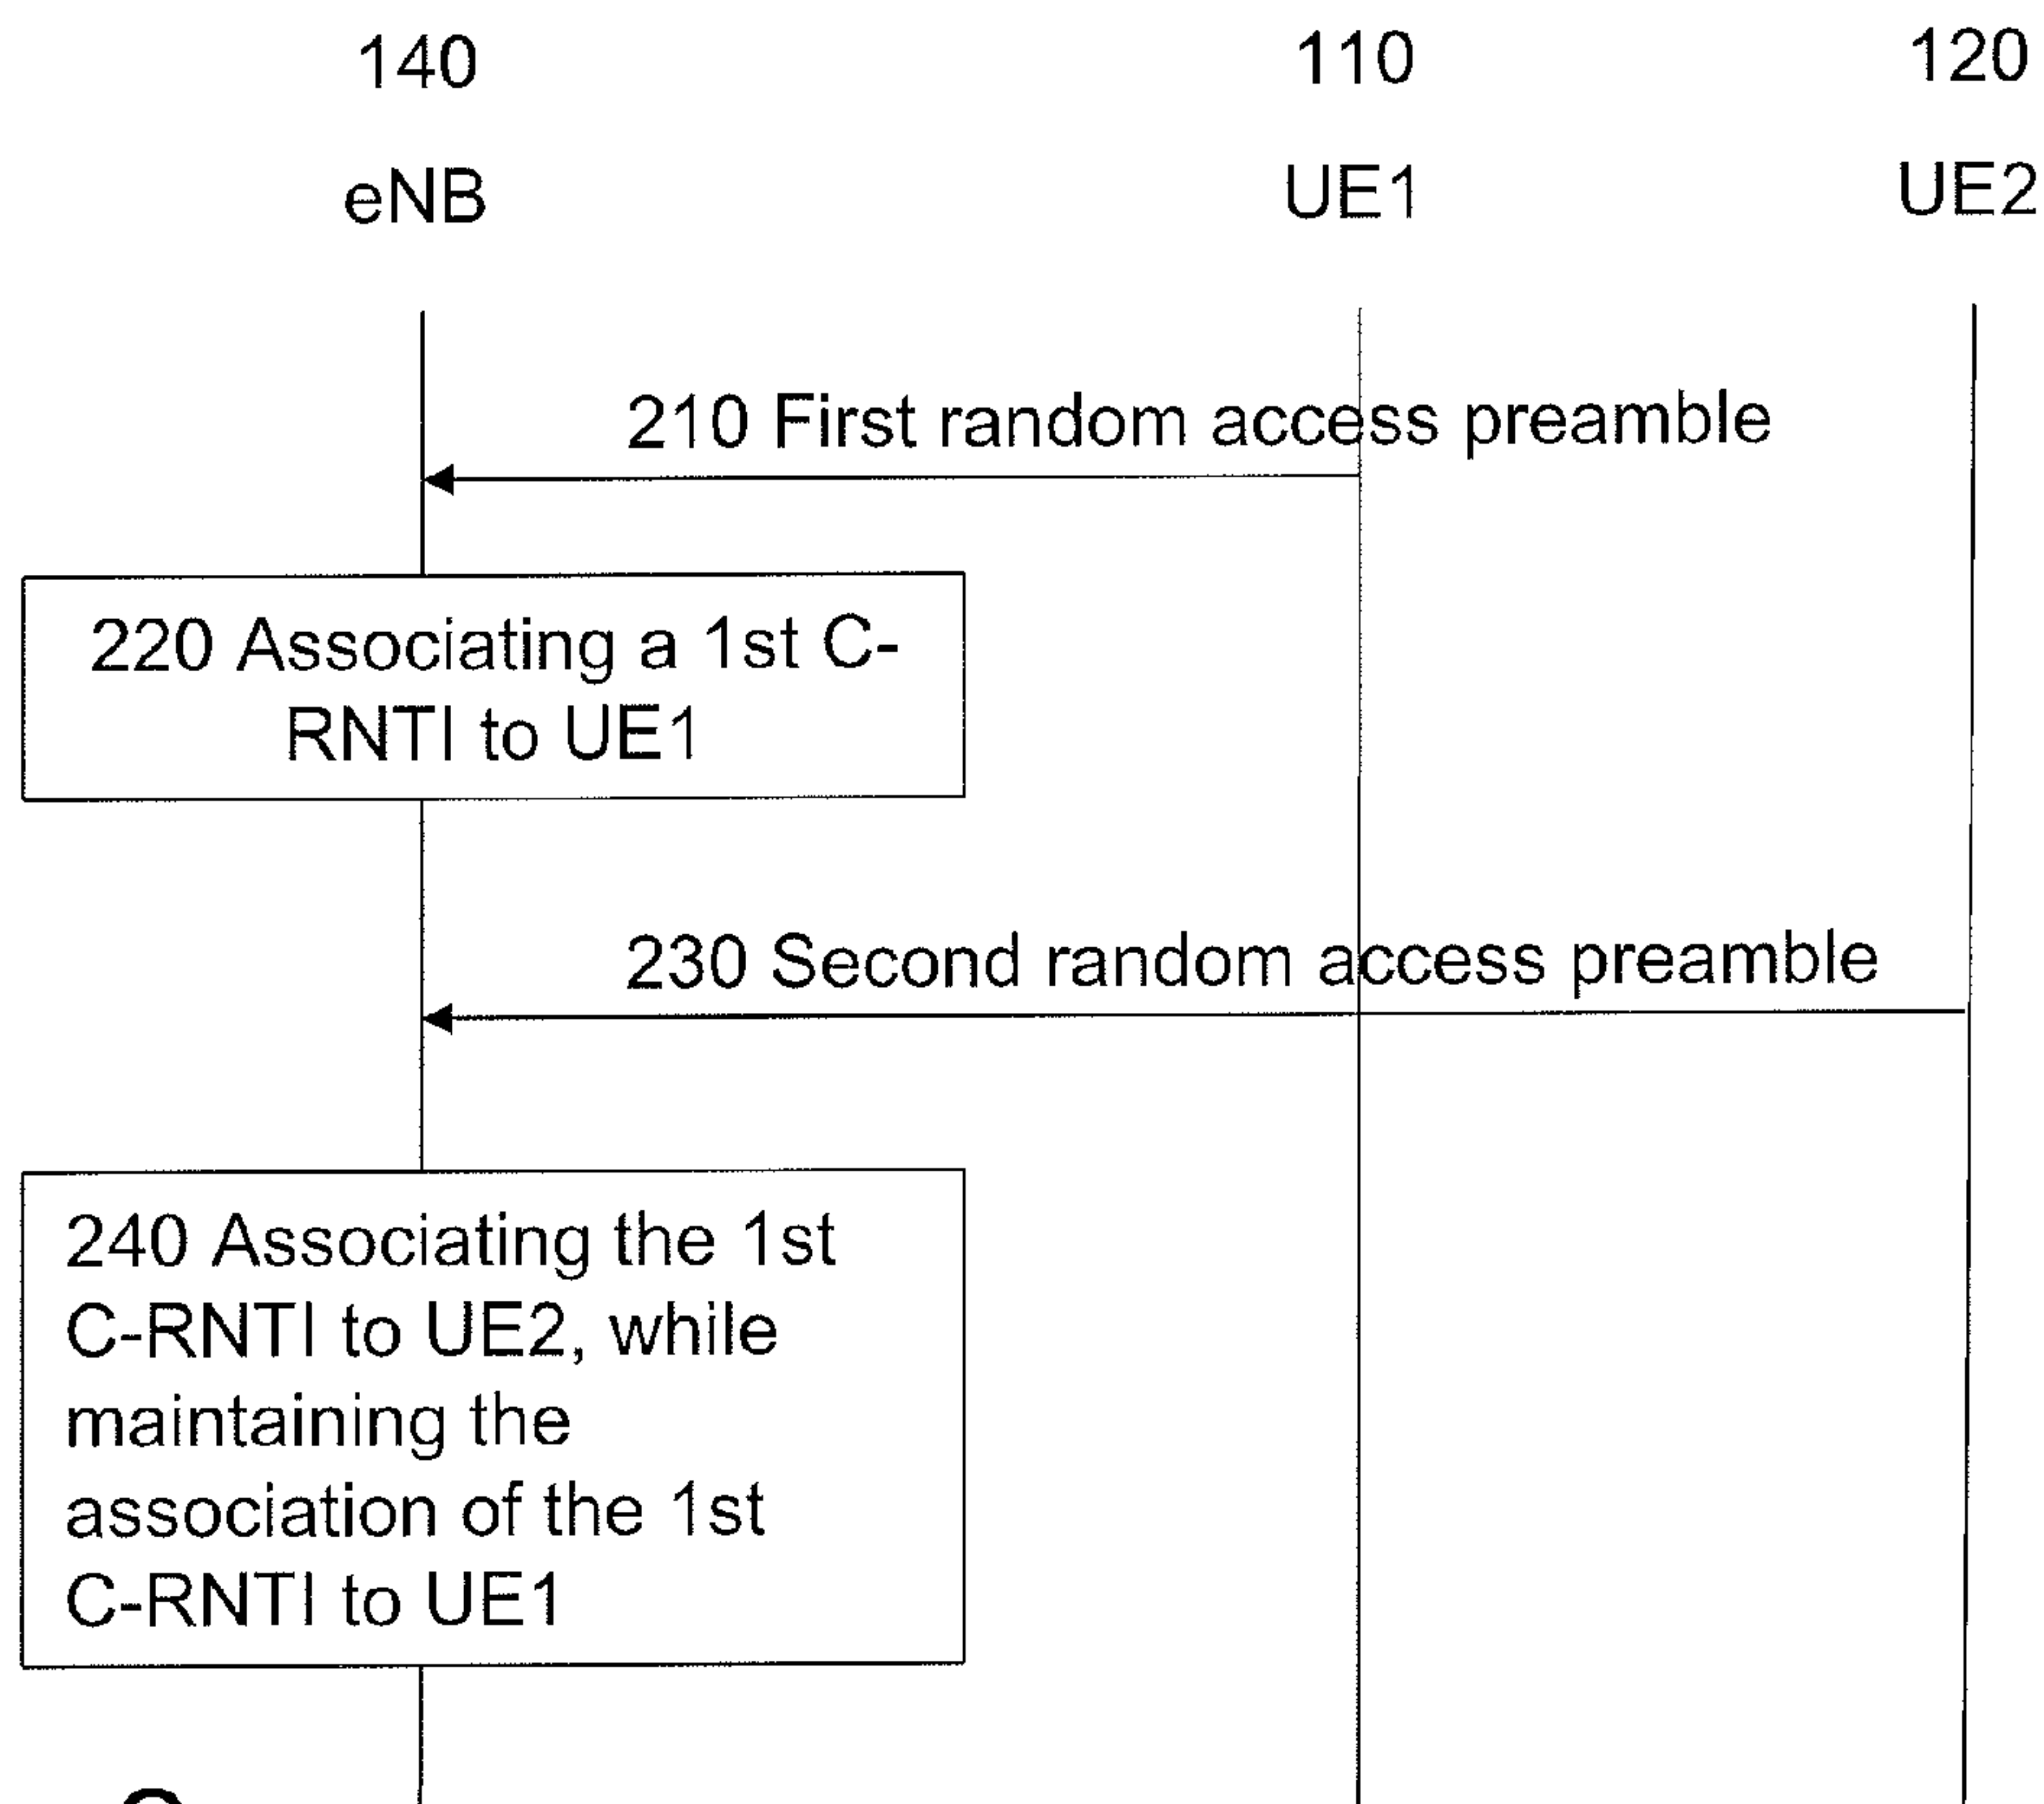 140 110 120
eNB UE1 UE2
210 First random access preamble
220 Associating a 1st C-
RNTI to UE1
230 Second random access preamble
240 Associating the 1st
C-RNTI to UE2, while
maintaining the
association of the 1st
C-RNTI to UE1